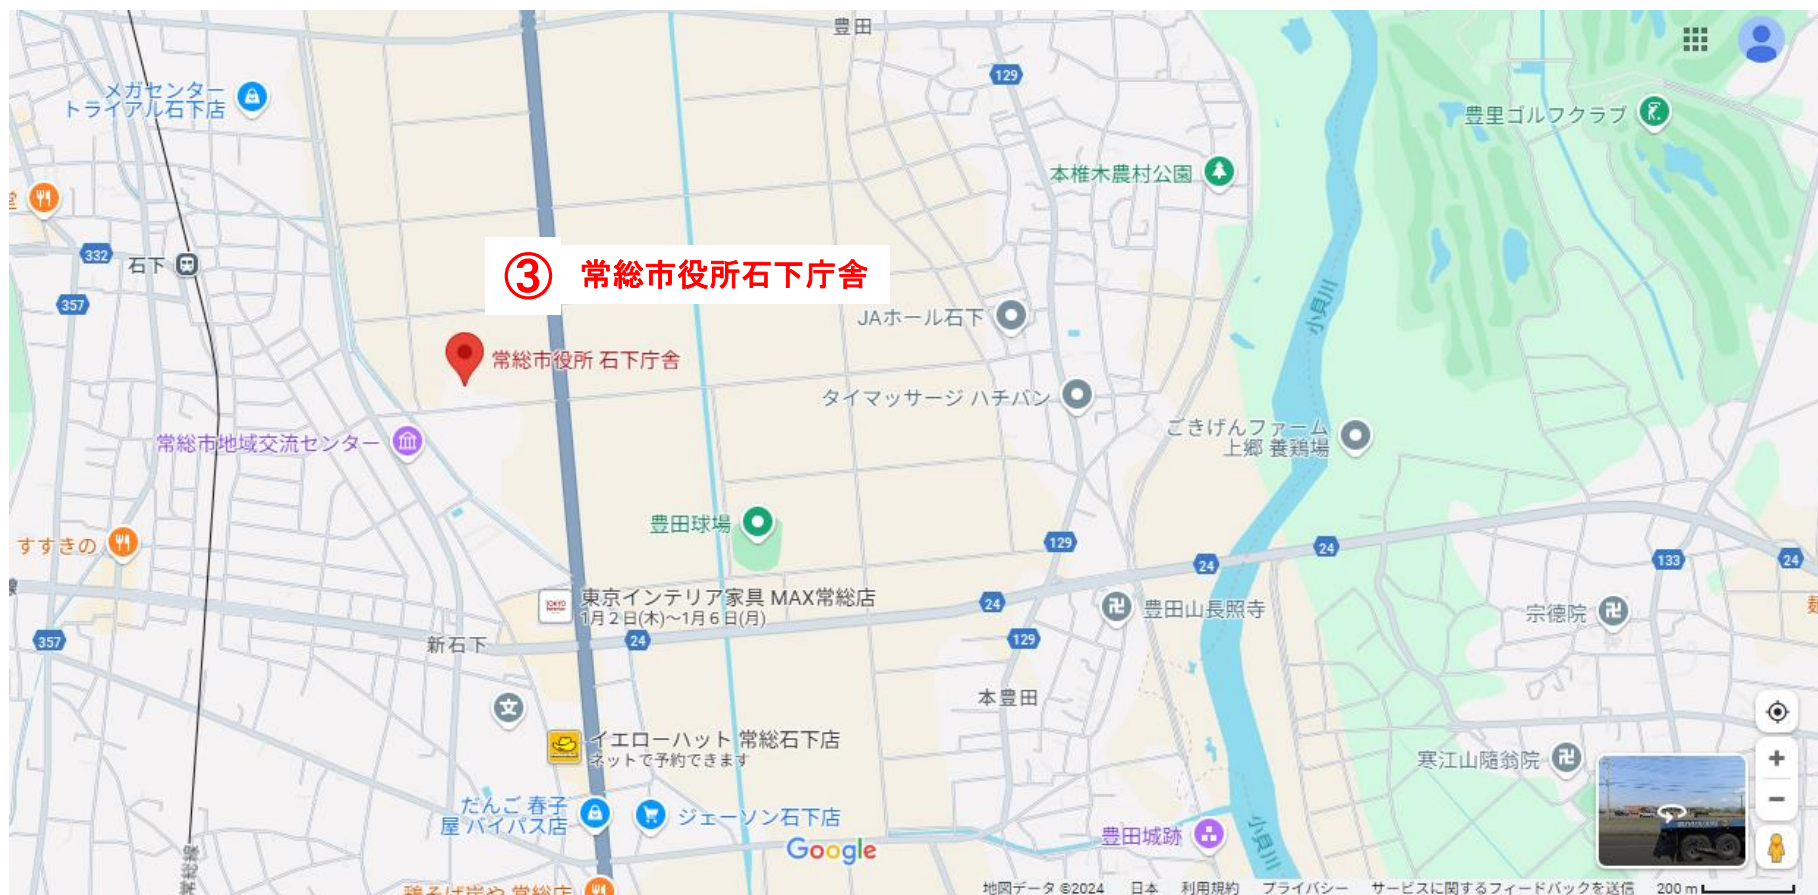 豊田
129
メガセンター
トライアル石下店
豊里ゴルフクラブ
本椎木農村公園
堂
332
石下
357
③ 常総市役所石下庁舎
小貝川
JAホール石下
常総市役所 石下庁舎
タイマッサージ ハチバン
ごきげんファーム
上郷 養鶏場
常総市地域交流センター
豊田球場
すすきの
129
24
24
133
24
東京インテリア家具 MAX常総店
1月2日(木)~1月6日(月)
24
豊田山長照寺
宗徳院
357
新石下
24
129
本豊田
イエローハット 常総石下店
ネットで予約できます
寒江山随翁院
だんご 春子
屋 バイパス店
ジェーソン石下店
豊田城跡
小貝川
Google
常総線
地図データ ©2024 日本 利用規約 プライバシー サービスに関するフィードバックを送信 200 m